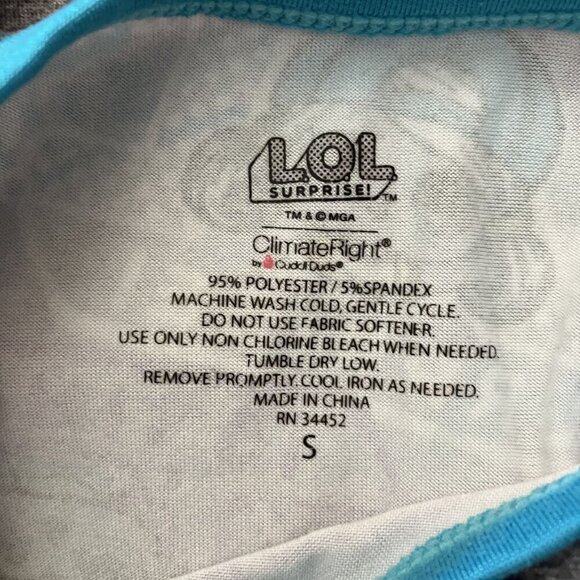 L.O.L.
SURPRISE! TM
TM & © MGA
ClimateRight®
by Cuddl Duds®
95% POLYESTER / 5%SPANDEX
MACHINE WASH COLD, GENTLE CYCLE.
DO NOT USE FABRIC SOFTENER.
USE ONLY NON CHLORINE BLEACH WHEN NEEDED.
TUMBLE DRY LOW.
REMOVE PROMPTLY. COOL IRON AS NEEDED.
MADE IN CHINA
RN 34452
S